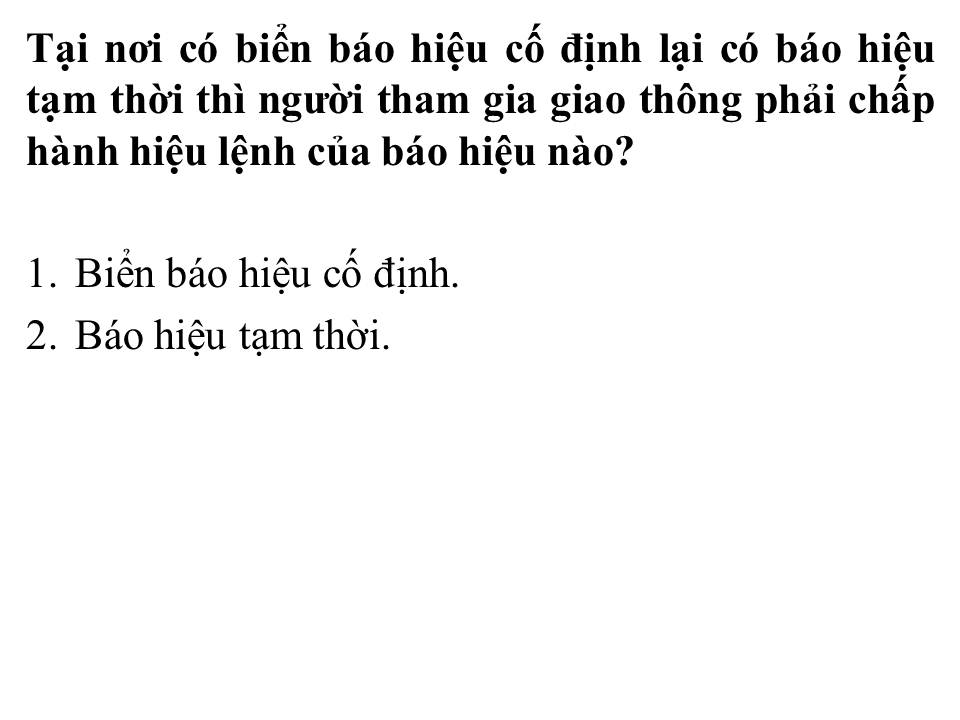 Tại nơi có biển báo hiệu cố định lại có báo hiệu
tạm thời thì người tham gia giao thông phải chấp
hành hiệu lệnh của báo hiệu nào?
1. Biển báo hiệu cố định.
2. Báo hiệu tạm thời.